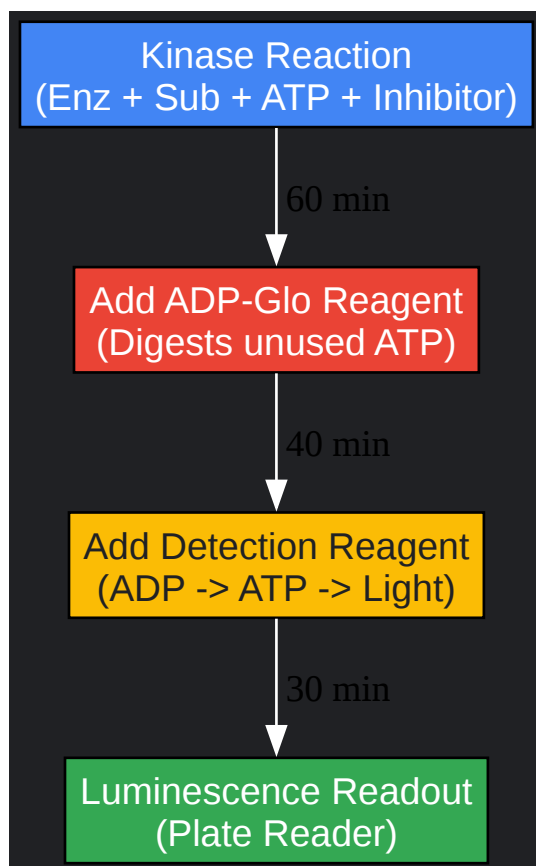 Kinase Reaction
(Enz + Sub + ATP + Inhibitor)
60 min
Add ADP-Glo Reagent
(Digests unused ATP)
40 min
Add Detection Reagent
(ADP -> ATP -> Light)
30 min
Luminescence Readout
(Plate Reader)